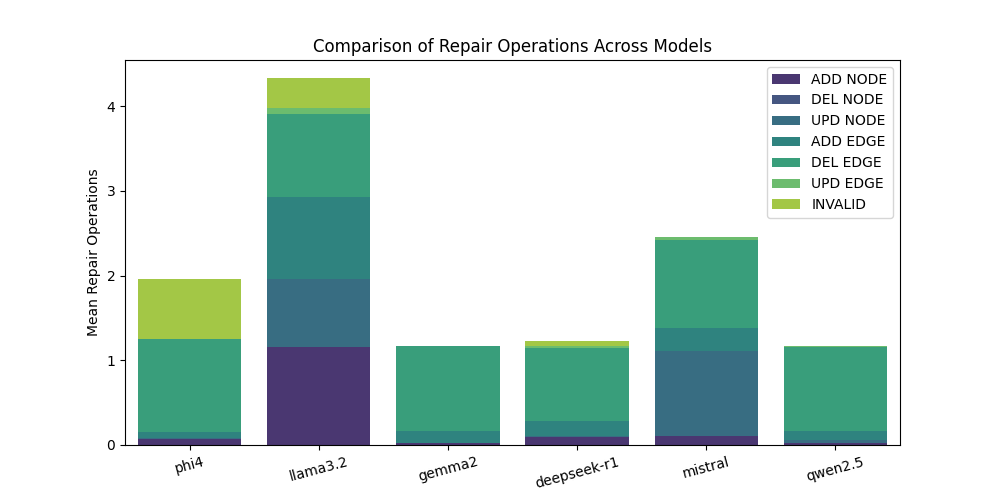 Comparison of Repair Operations Across Models
Mean Repair Operations
4
3
2
1
0
ADD NODE
DEL NODE
UPD NODE
ADD EDGE
DEL EDGE
UPD EDGE
INVALID
phi4
llama3.2
gemma2
deepseek-r1
mistral
qwen2.5